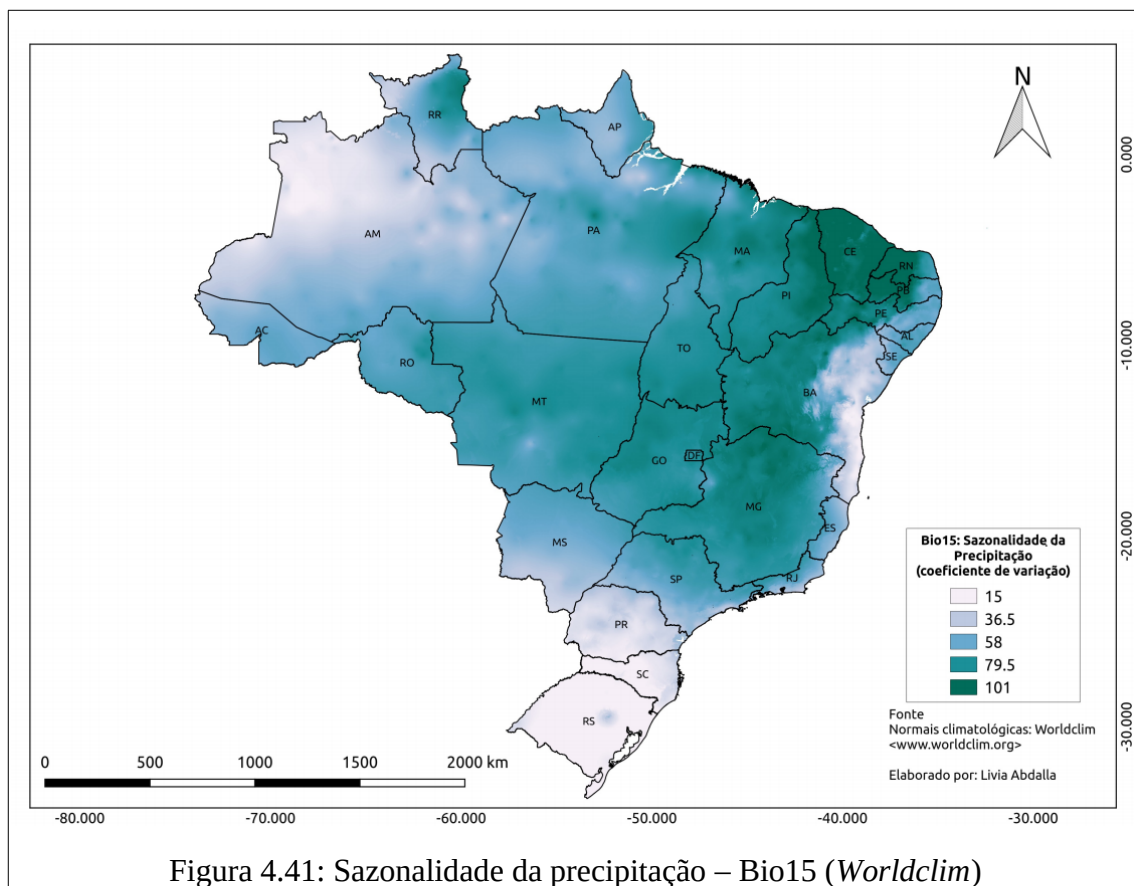 N
RR
AP
AM
PA
MA
CE
RN
PB
PI
PE
AC
AL
SE
TO
RO
BA
MT
GO
DF
MG
MS
ES
SP
RJ
PR
SC
RS
0.000
-10.000
-20.000
-30.000
Bio15: Sazonalidade da
Precipitação
(coeficiente de variação)
15
36.5
58
79.5
101
Fonte
Normais climatológicas: Worldclim
<www.worldclim.org>
Elaborado por: Livia Abdalla
0 500 1000 1500 2000 km
-80.000 -70.000 -60.000 -50.000 -40.000 -30.000
Figura 4.41: Sazonalidade da precipitação – Bio15 (Worldclim)